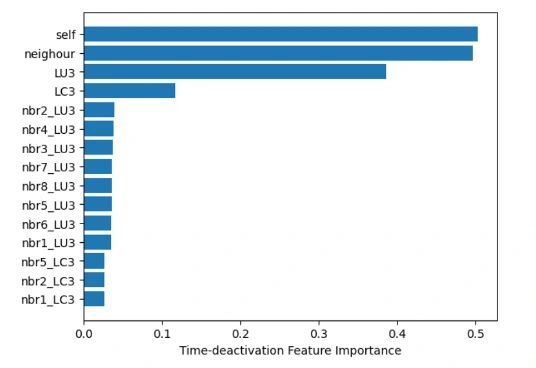 self
neighour
LU3
LC3
nbr2_LU3
nbr4_LU3
nbr3_LU3
nbr7_LU3
nbr8_LU3
nbr5_LU3
nbr6_LU3
nbr1_LU3
nbr5_LC3
nbr2_LC3
nbr1_LC3
0.0 0.1 0.2 0.3 0.4 0.5
Time-deactivation Feature Importance